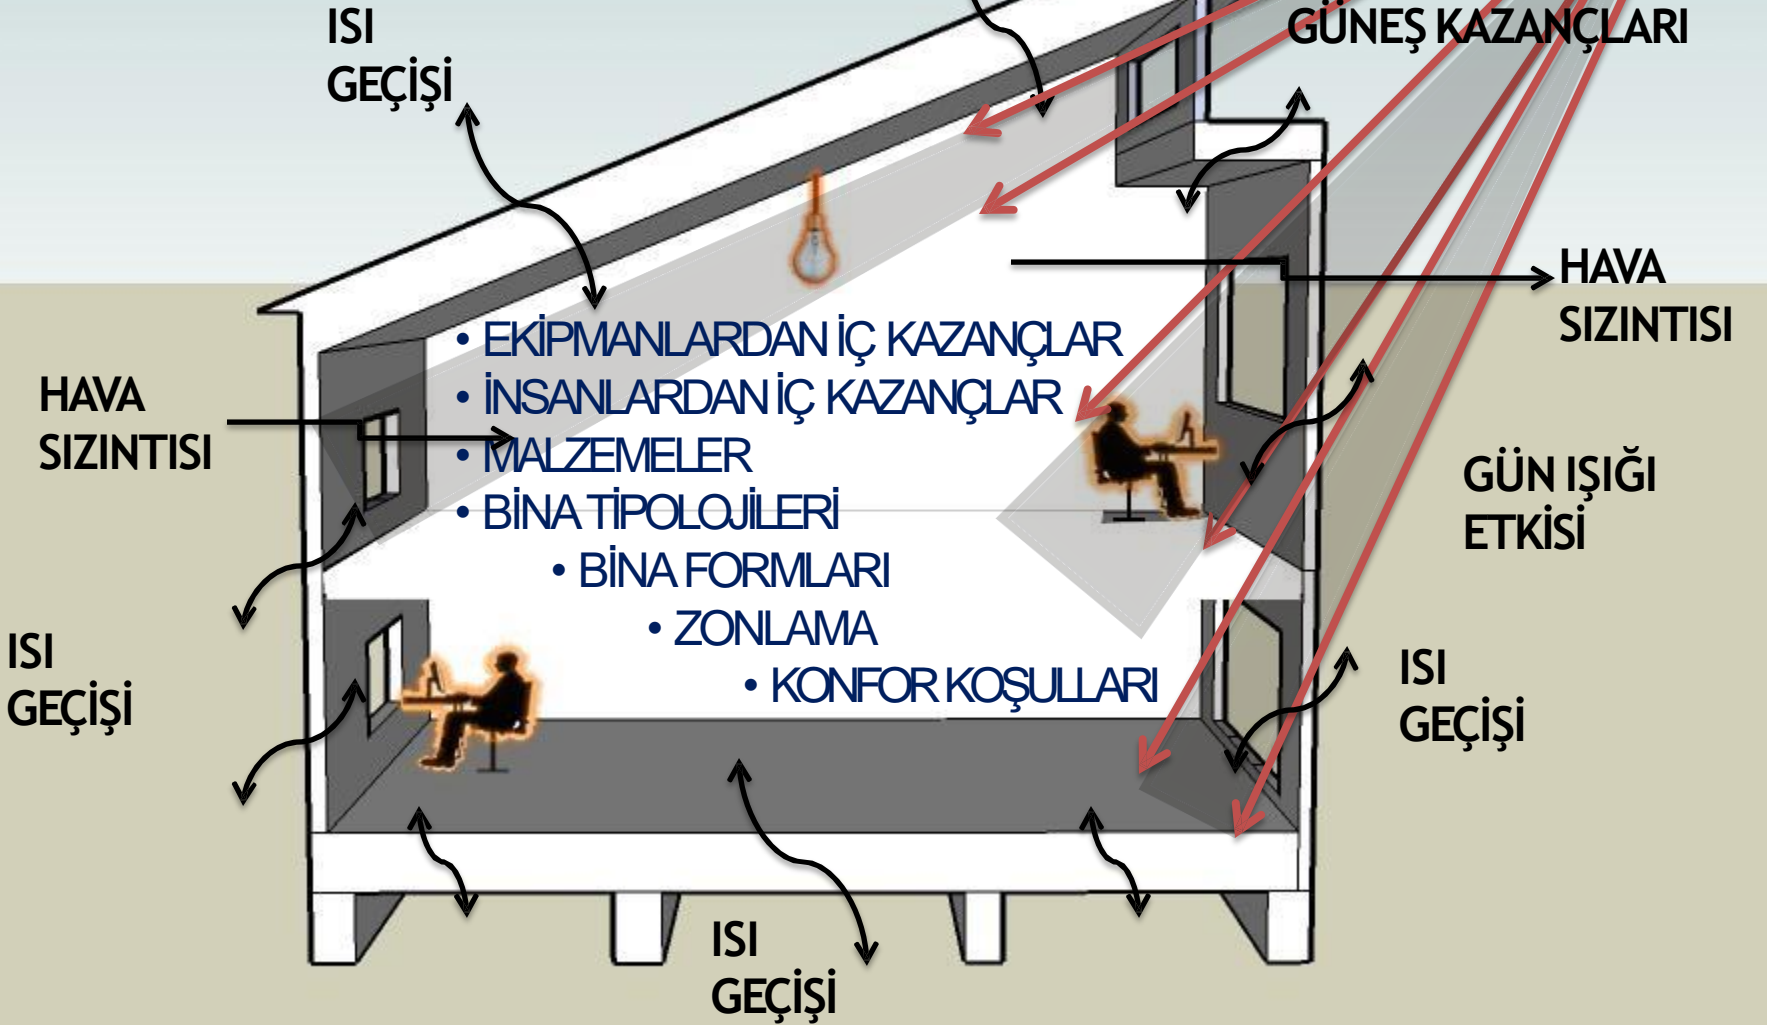 ISI
GEÇİŞİ
GÜNEŞ KAZANÇLARI
HAVA
SIZINTISI
• EKİPMANLARDAN İÇ KAZANÇLAR
• İNSANLARDAN İÇ KAZANÇLAR
• MALZEMELER
• BİNA TİPOLOJİLERİ
• BİNA FORMLARI
• ZONLAMA
• KONFOR KOŞULLARI
HAVA
SIZINTISI
GÜN IŞIĞI
ETKİSİ
ISI
GEÇİŞİ
ISI
GEÇİŞİ
ISI
GEÇİŞİ